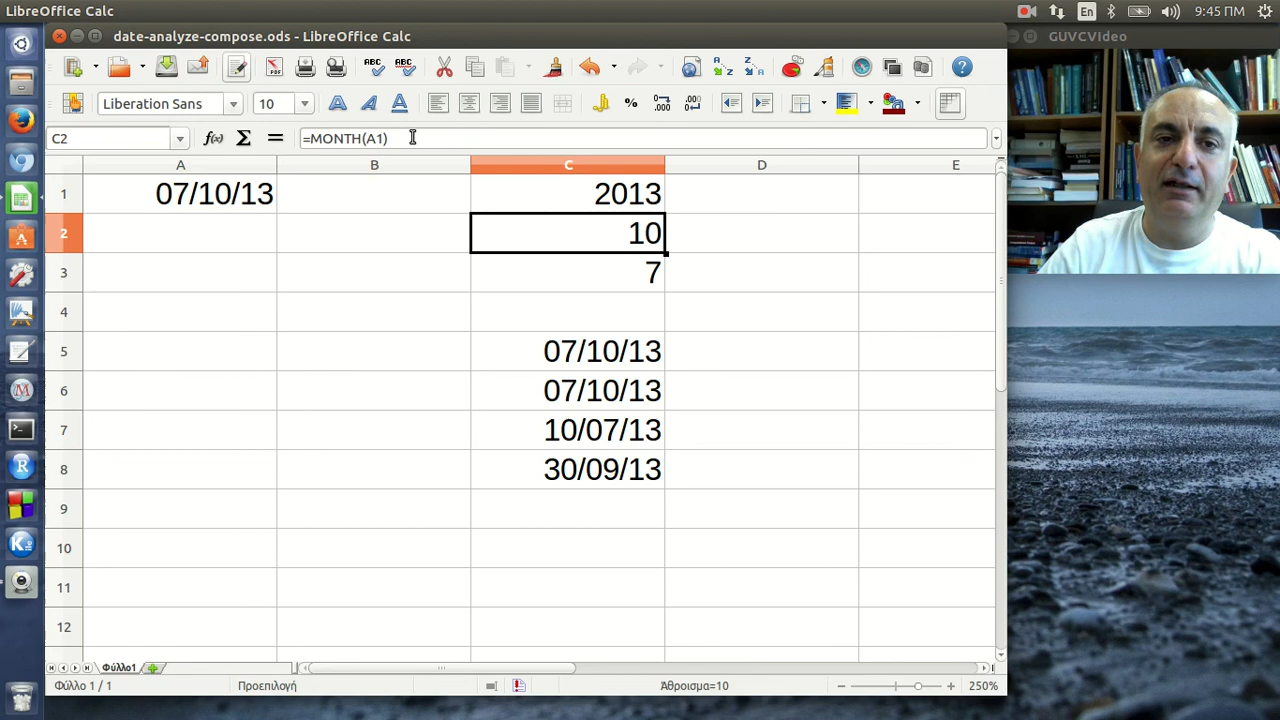 LibreOffice Calc
En
9:45 ΠΜ
date-analyze-compose.ods - LibreOffice Calc
GUVCVIdeo
Liberation Sans
10
C2
=MONTH(A1)
A B C D E
1 07/10/13 2013
2 10
3 7
4
5 07/10/13
6 07/10/13
7 10/07/13
8 30/09/13
9
10
11
12
Φύλλο1
Φύλλο 1 / 1
Προεπιλογή
Άθροισμα=10
250%